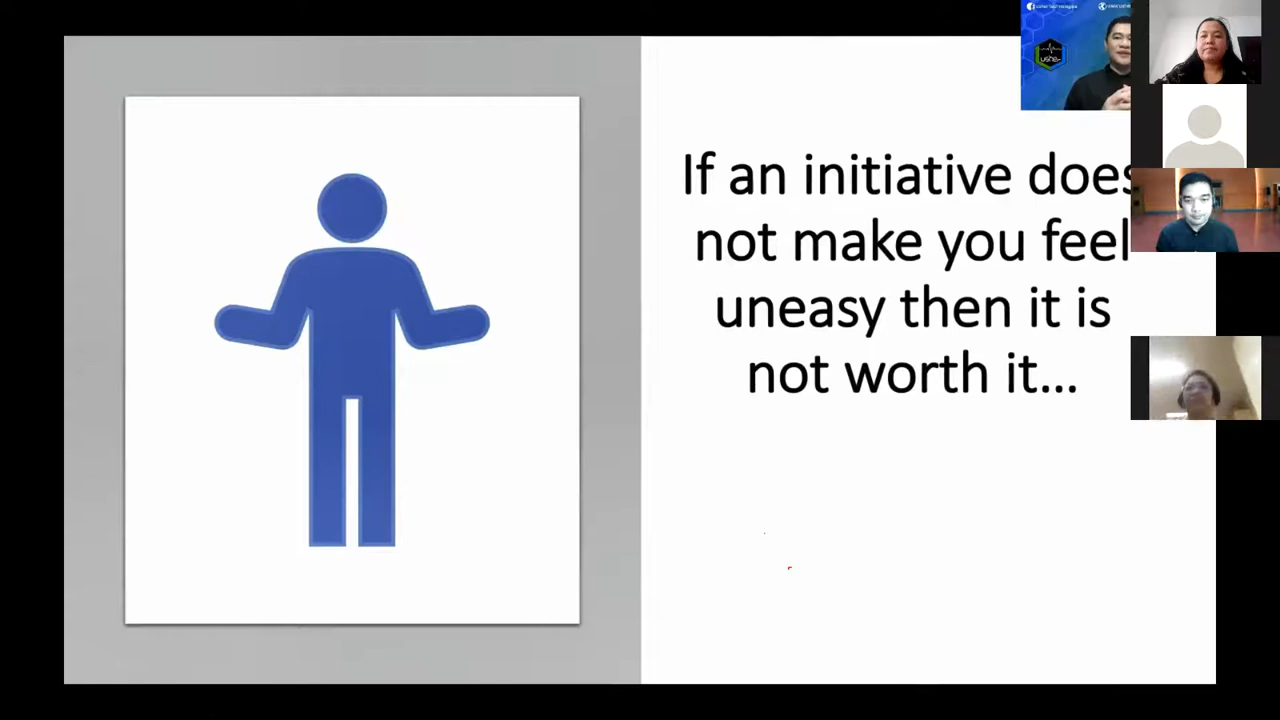 If an initiative does
not make you feel
uneasy then it is
not worth it...